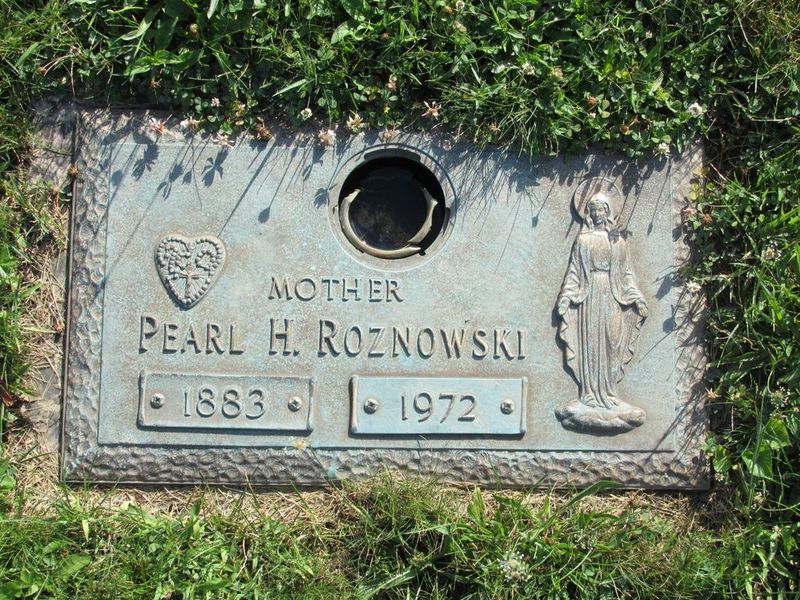 MOTHER
PEARL H. ROZNOWSKI
1883 1972